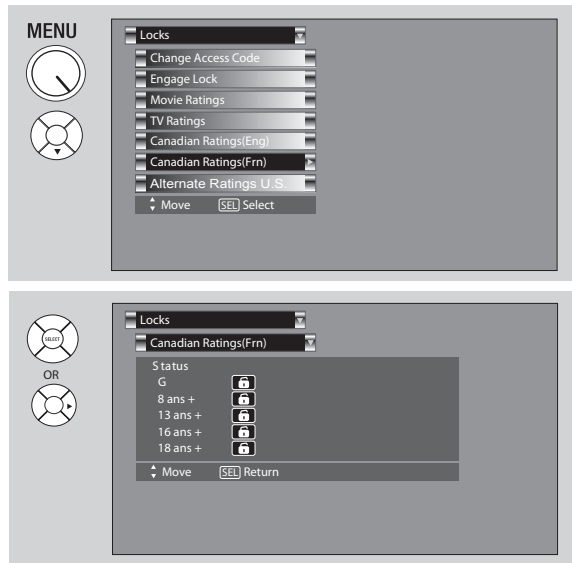 MENU
Locks
Change Access Code
Engage Lock
Movie Ratings
TV Ratings
Canadian Ratings(Eng)
Canadian Ratings(Frn)
Alternate Ratings U.S.
Move SEL Select
SELECT
OR
Locks
Canadian Ratings(Frn)
Status
G
8 ans +
13 ans +
16 ans +
18 ans +
Move SEL Return